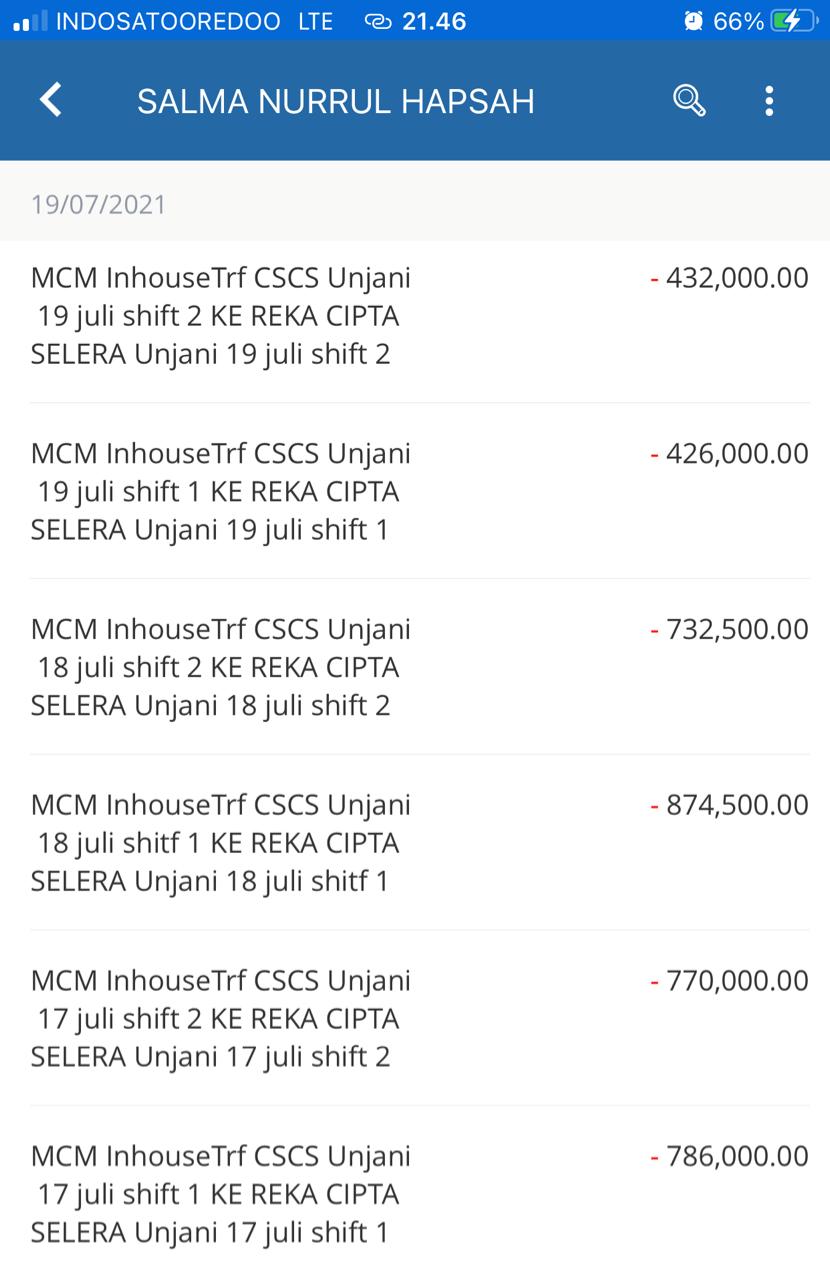 INDOSATOOREDOO LTE 21.46 66%
SALMA NURRUL HAPSAH
19/07/2021
MCM InhouseTrf CSCS Unjani - 432,000.00
19 juli shift 2 KE REKA CIPTA
SELERA Unjani 19 juli shift 2
MCM InhouseTrf CSCS Unjani - 426,000.00
19 juli shift 1 KE REKA CIPTA
SELERA Unjani 19 juli shift 1
MCM InhouseTrf CSCS Unjani - 732,500.00
18 juli shift 2 KE REKA CIPTA
SELERA Unjani 18 juli shift 2
MCM InhouseTrf CSCS Unjani - 874,500.00
18 juli shitf 1 KE REKA CIPTA
SELERA Unjani 18 juli shitf 1
MCM InhouseTrf CSCS Unjani - 770,000.00
17 juli shift 2 KE REKA CIPTA
SELERA Unjani 17 juli shift 2
MCM InhouseTrf CSCS Unjani - 786,000.00
17 juli shift 1 KE REKA CIPTA
SELERA Unjani 17 juli shift 1